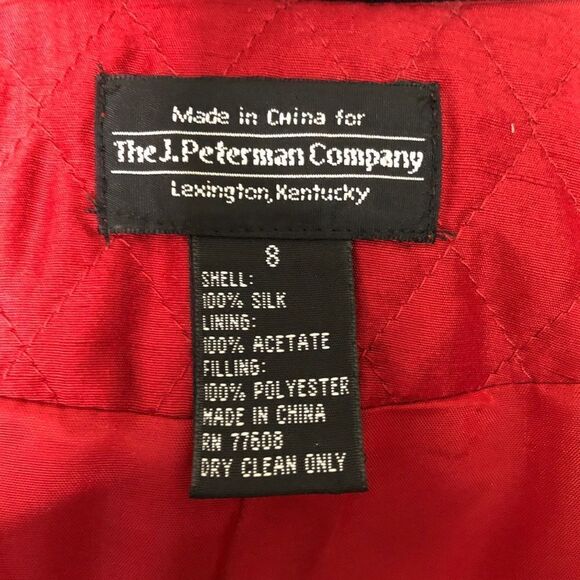 Made in China for
The J. Peterman Company
Lexington, Kentucky
8
SHELL:
100% SILK
LINING:
100% ACETATE
FILLING:
100% POLYESTER
MADE IN CHINA
RN 77608
DRY CLEAN ONLY